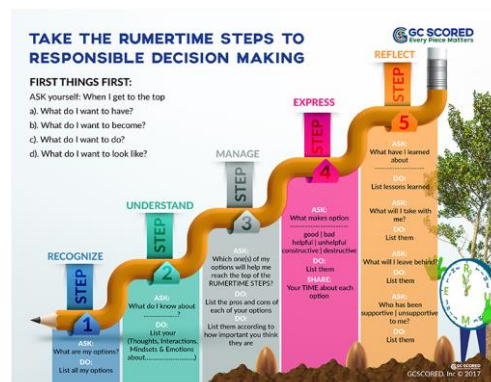 TAKE THE RUMERTIME STEPS TO
RESPONSIBLE DECISION MAKING
GC SCORED
Every Piece Matters
FIRST THINGS FIRST:
ASK yourself: When I get to the top
a). What do I want to have?
b). What do I want to become?
c). What do I want to do?
d). What do I want to look like?
RECOGNIZE
STEP
1
ASK:
What are my options?
DO:
List all my options
UNDERSTAND
STEP
2
ASK:
What do I know about
....................?
DO:
List your
(Thoughts, Interactions,
Mindsets & Emotions
about....................)
MANAGE
STEP
3
ASK:
Which one(s) of my
options will help me
reach the top of the
RUMERTIME STEPS?
DO:
List the pros and cons of
each of your options
DO:
List them according to
how important you think
they are
EXPRESS
STEP
4
ASK:
What makes option
..............................
good | bad
helpful | unhelpful
constructive | destructive
DO:
List them
SHARE:
Your TIME about each
option
REFLECT
STEP
5
ASK:
What have I learned
about
..............................
DO:
List lessons learned
ASK:
What will I take with
me?
DO:
List them
ASK:
What will I leave behind?
DO:
List them
ASK:
Who has been
supportive | unsupportive
to me?
DO:
List them
GCSCORED, Inc © 2017